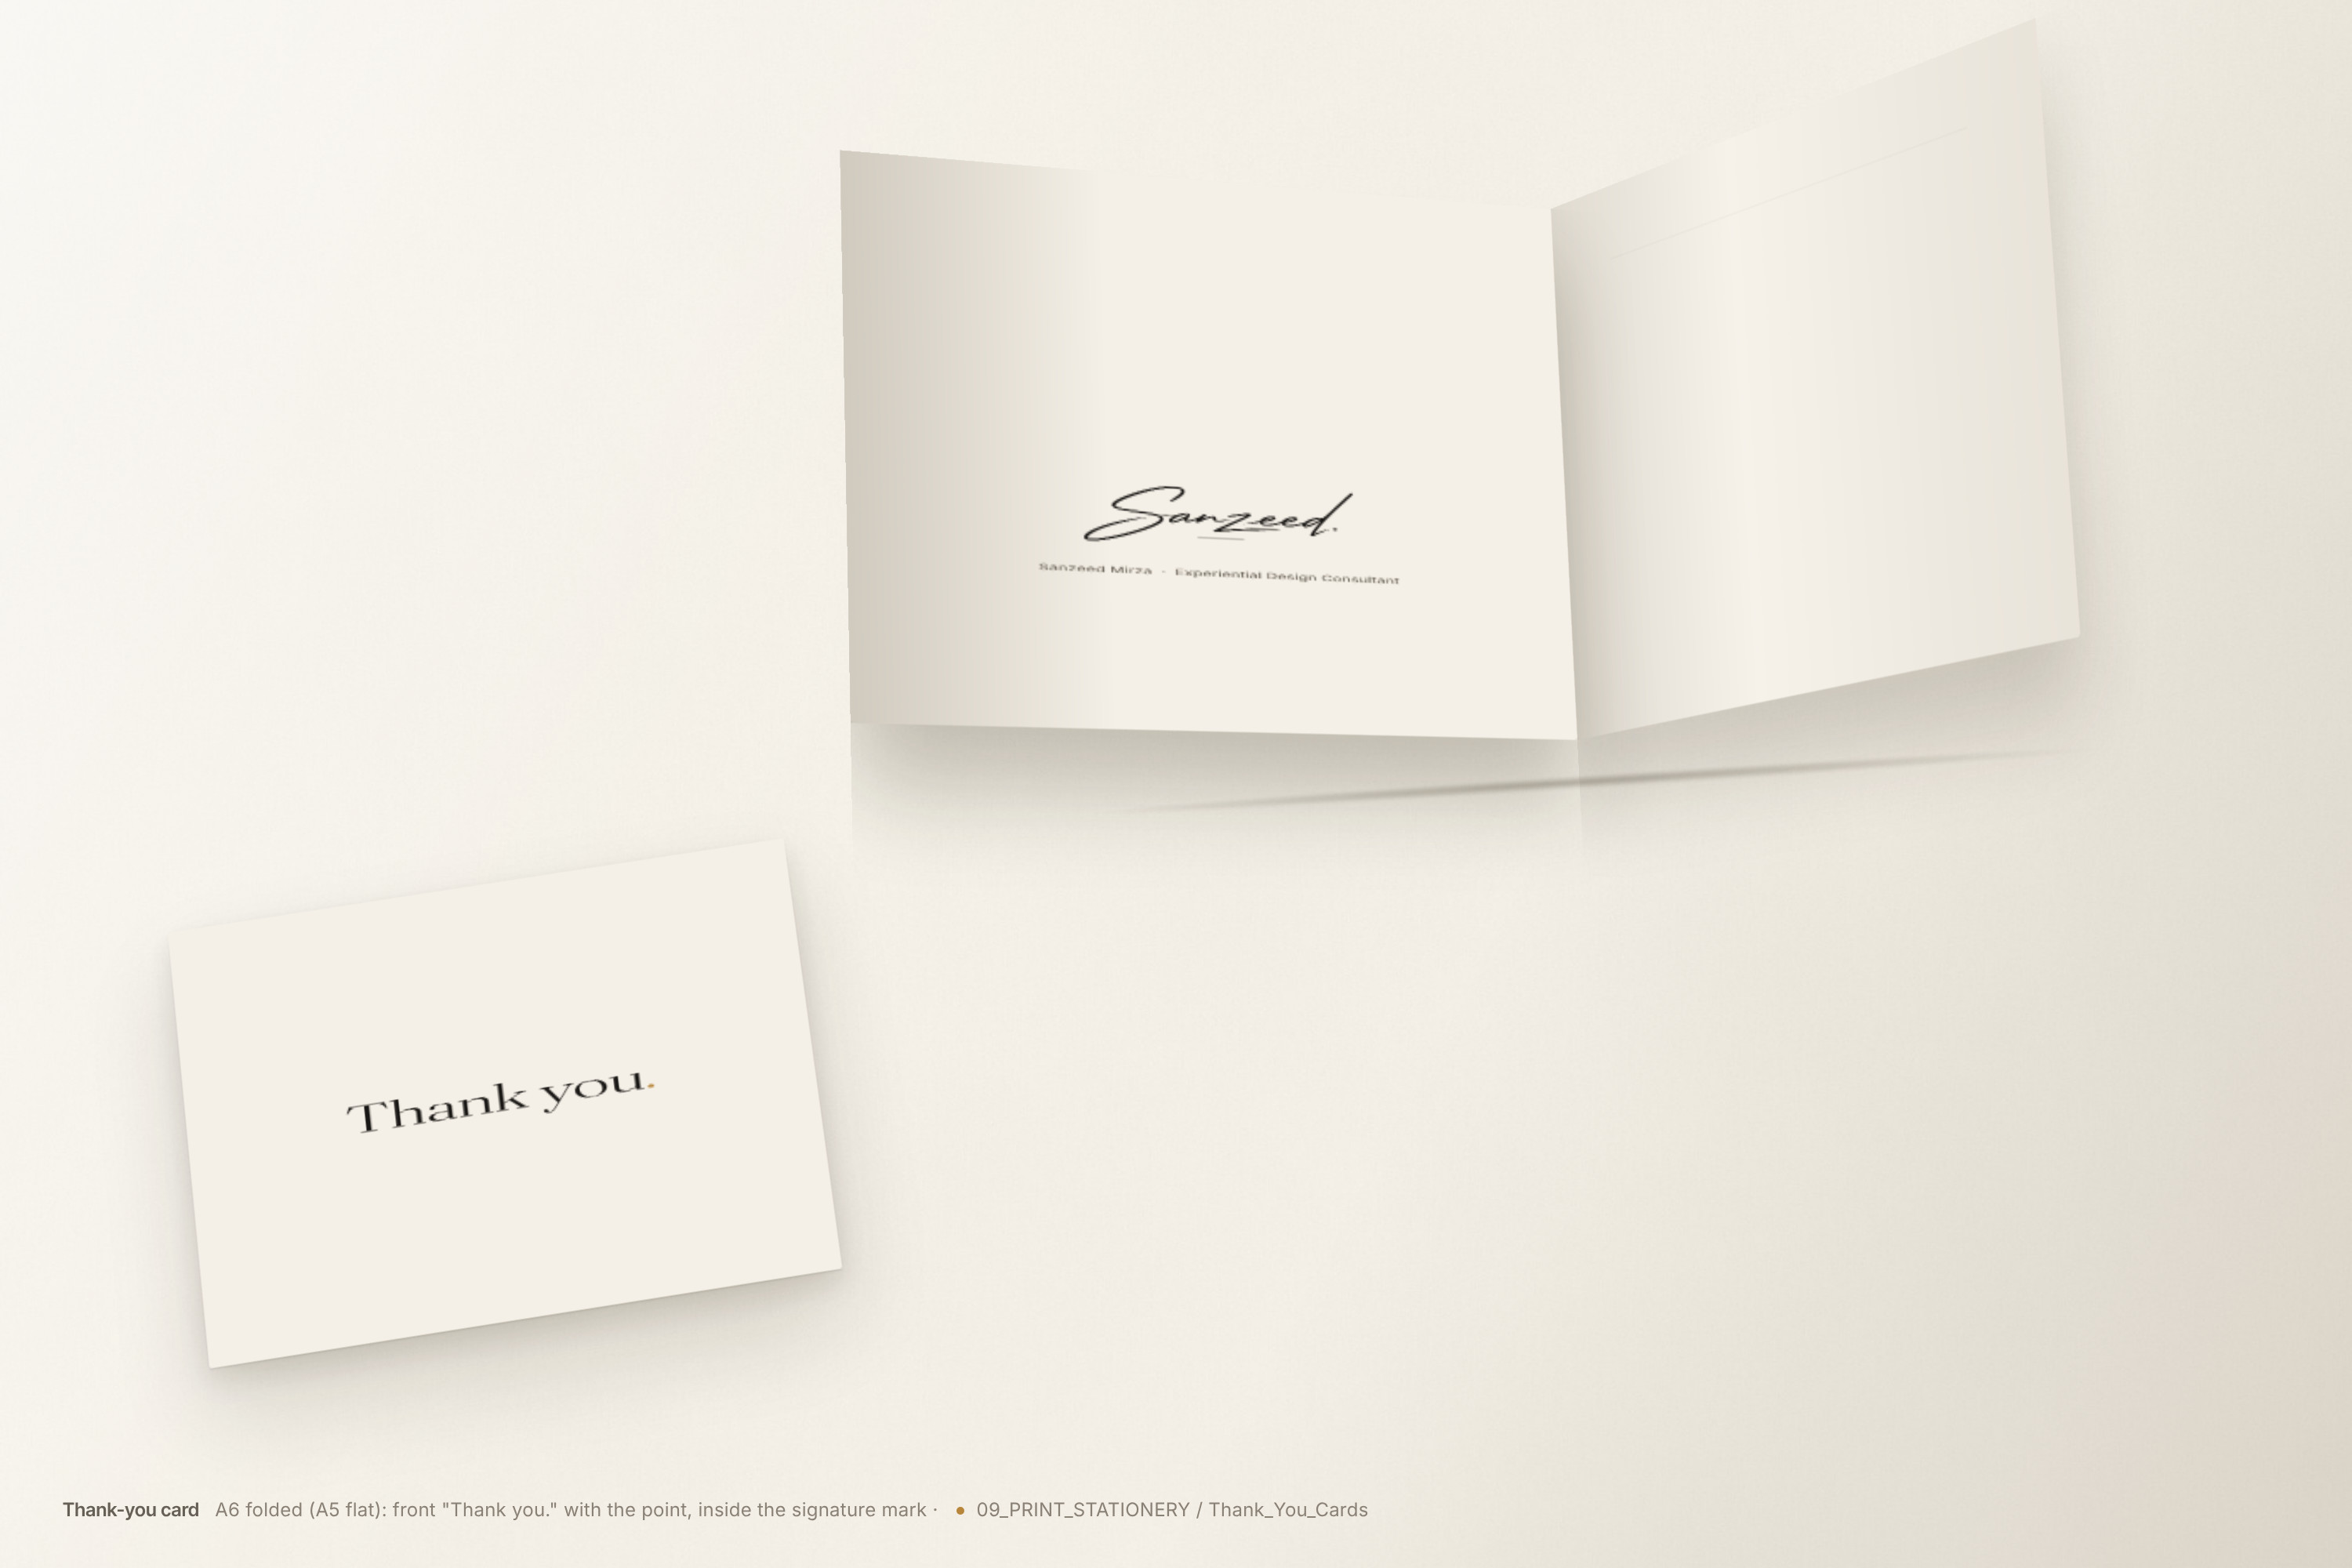 Sanzeed.
Sanzeed Mirza · Experiential Design Consultant
Thank you.
Thank-you card A6 folded (A5 flat): front "Thank you." with the point, inside the signature mark · • 09_PRINT_STATIONERY / Thank_You_Cards